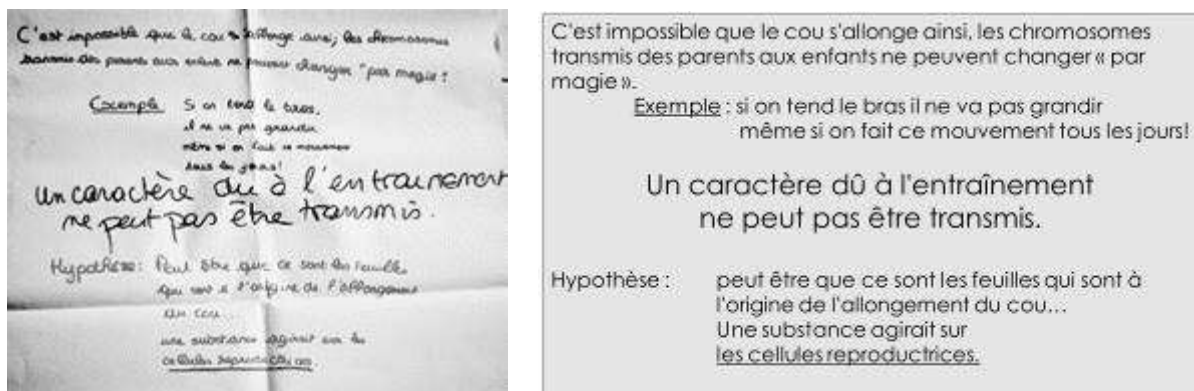 C'est impossible que le cou s'allonge ainsi, les chromosomes
transmis des parents aux enfants ne peuvent changer "par magie !
Exemple Si on tend le bras,
il ne va pas grandir
même si on fait ce mouvement
tous les jours!
un caractère du à l'entrainement
ne peut pas être transmis.
Hypothèse: Peut être que ce sont les feuilles
qui sont à l'origine de l'allongement
du cou...
une substance agirait sur les
cellules reproductrices
C'est impossible que le cou s'allonge ainsi, les chromosomes
transmis des parents aux enfants ne peuvent changer « par
magie ».
Exemple : si on tend le bras il ne va pas grandir
même si on fait ce mouvement tous les jours!
Un caractère dû à l'entraînement
ne peut pas être transmis.
Hypothèse : peut être que ce sont les feuilles qui sont à
l'origine de l'allongement du cou...
Une substance agirait sur
les cellules reproductrices.